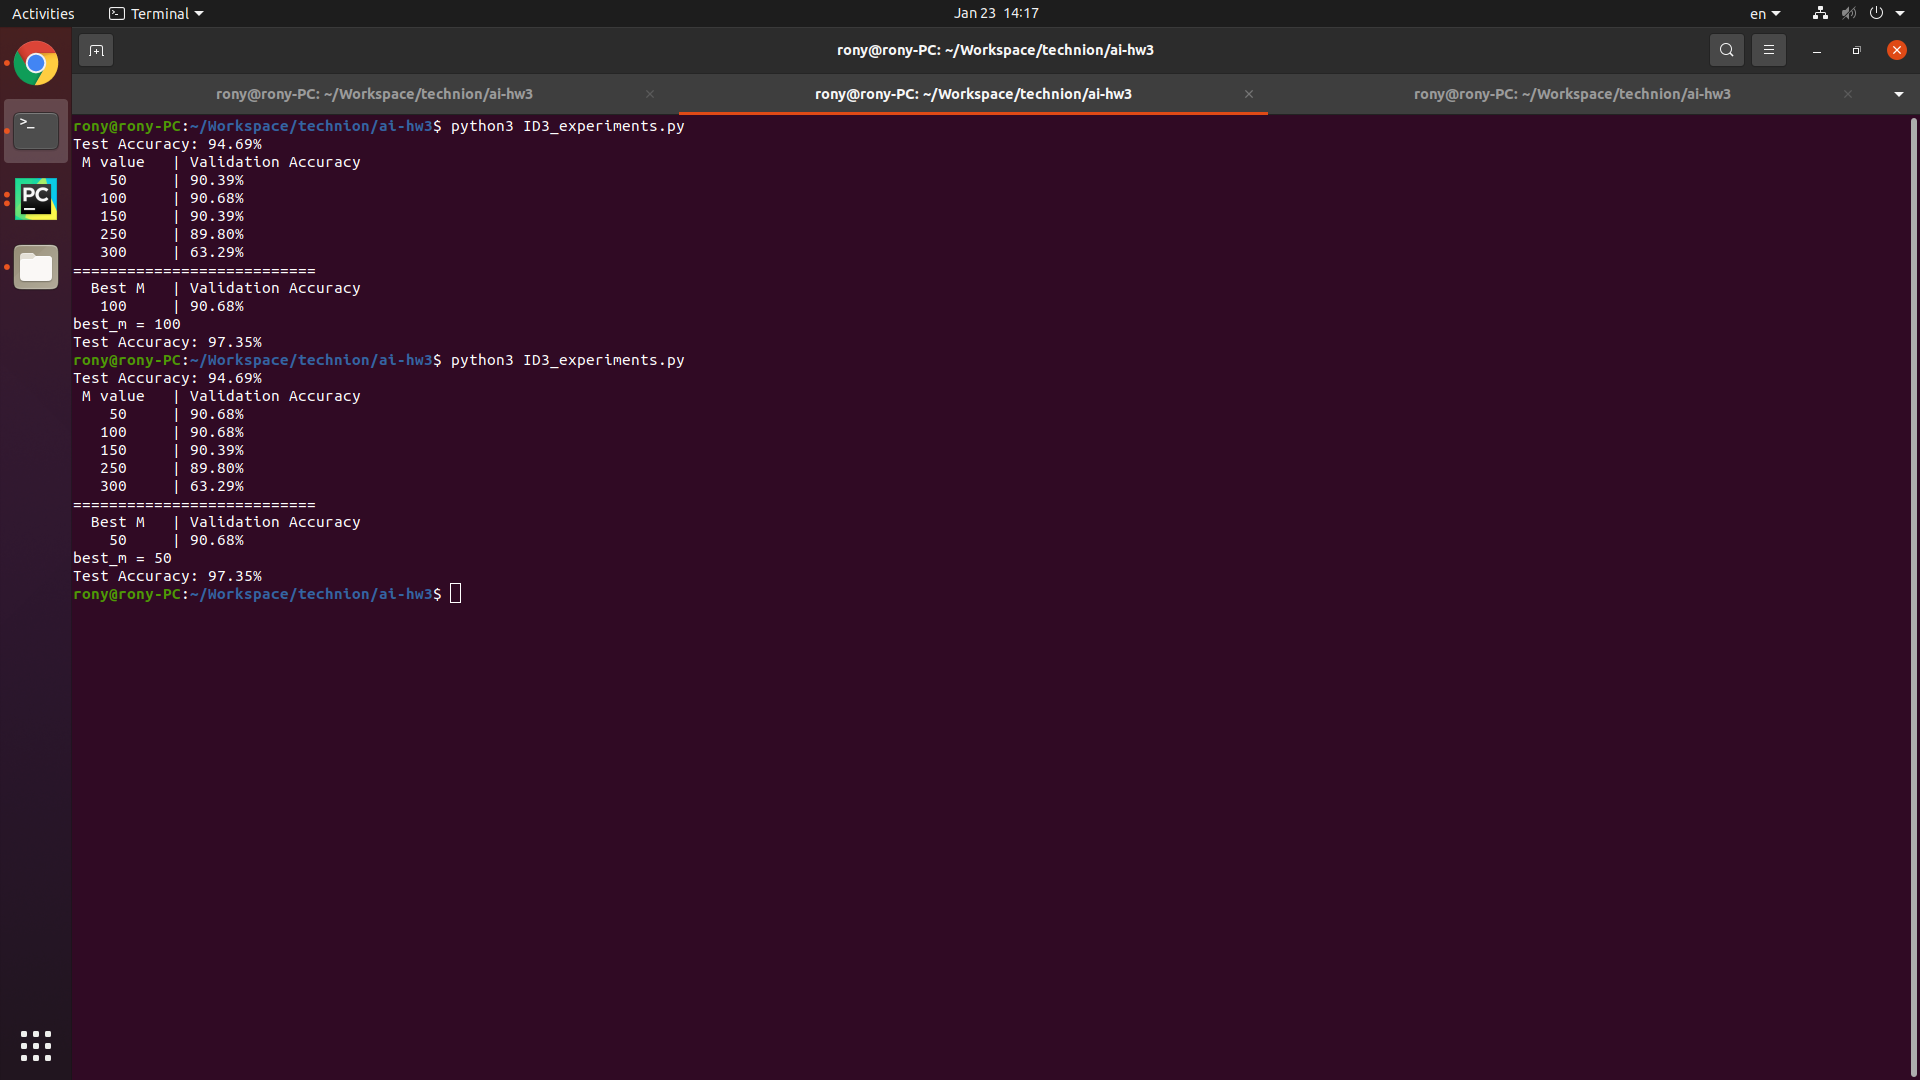 Activities Terminal Jan 23 14:17 en
rony@rony-PC: ~/Workspace/technion/ai-hw3
rony@rony-PC: ~/Workspace/technion/ai-hw3 rony@rony-PC: ~/Workspace/technion/ai-hw3 rony@rony-PC: ~/Workspace/technion/ai-hw3
rony@rony-PC:~/Workspace/technion/ai-hw3$ python3 ID3_experiments.py
Test Accuracy: 94.69%
 M value   | Validation Accuracy
    50     | 90.39%
   100     | 90.68%
   150     | 90.39%
   250     | 89.80%
   300     | 63.29%
===========================
  Best M   | Validation Accuracy
   100     | 90.68%
best_m = 100
Test Accuracy: 97.35%
rony@rony-PC:~/Workspace/technion/ai-hw3$ python3 ID3_experiments.py
Test Accuracy: 94.69%
 M value   | Validation Accuracy
    50     | 90.68%
   100     | 90.68%
   150     | 90.39%
   250     | 89.80%
   300     | 63.29%
===========================
  Best M   | Validation Accuracy
    50     | 90.68%
best_m = 50
Test Accuracy: 97.35%
rony@rony-PC:~/Workspace/technion/ai-hw3$
PC